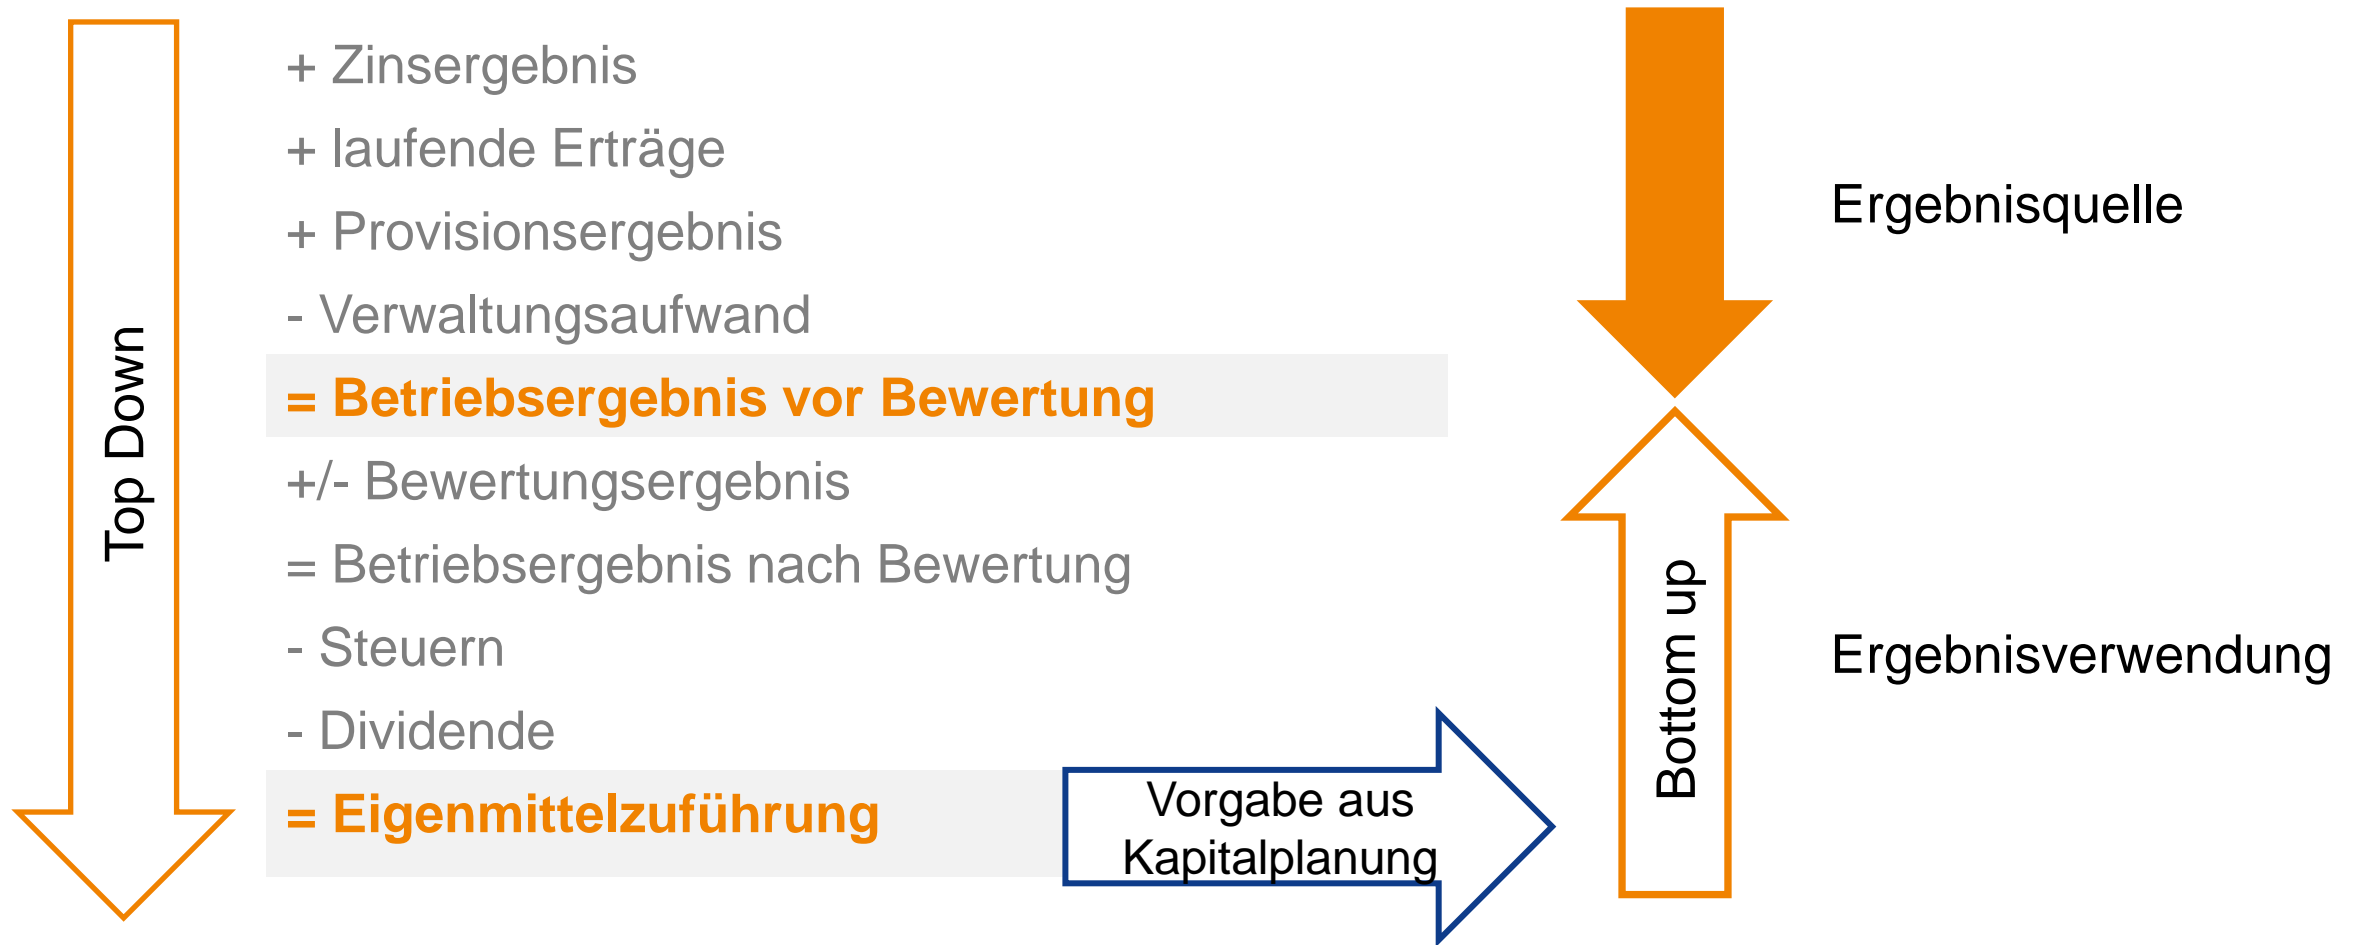 Top Down
+ Zinsergebnis
+ laufende Erträge
+ Provisionsergebnis
- Verwaltungsaufwand
= Betriebsergebnis vor Bewertung
+/- Bewertungsergebnis
= Betriebsergebnis nach Bewertung
- Steuern
- Dividende
= Eigenmittelzuführung
Vorgabe aus
Kapitalplanung
Ergebnisquelle
Bottom up
Ergebnisverwendung